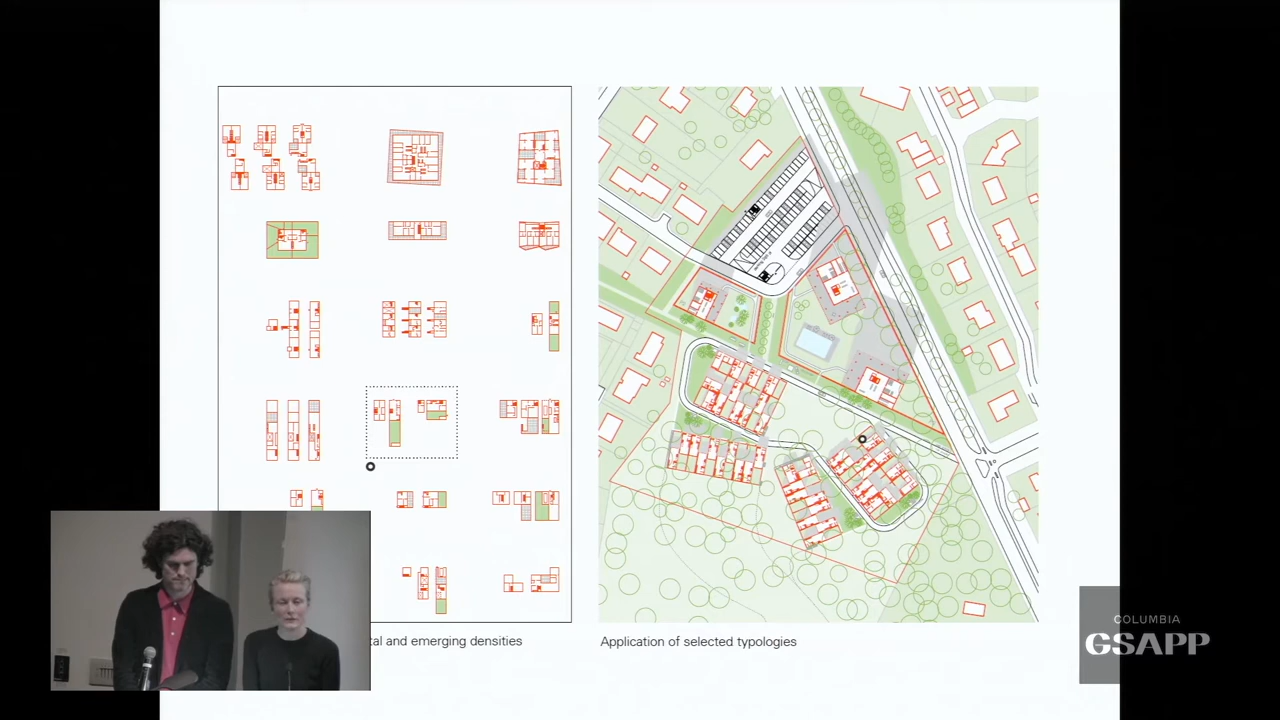 tal and emerging densities
Application of selected typologies
COLUMBIA
GSAPP